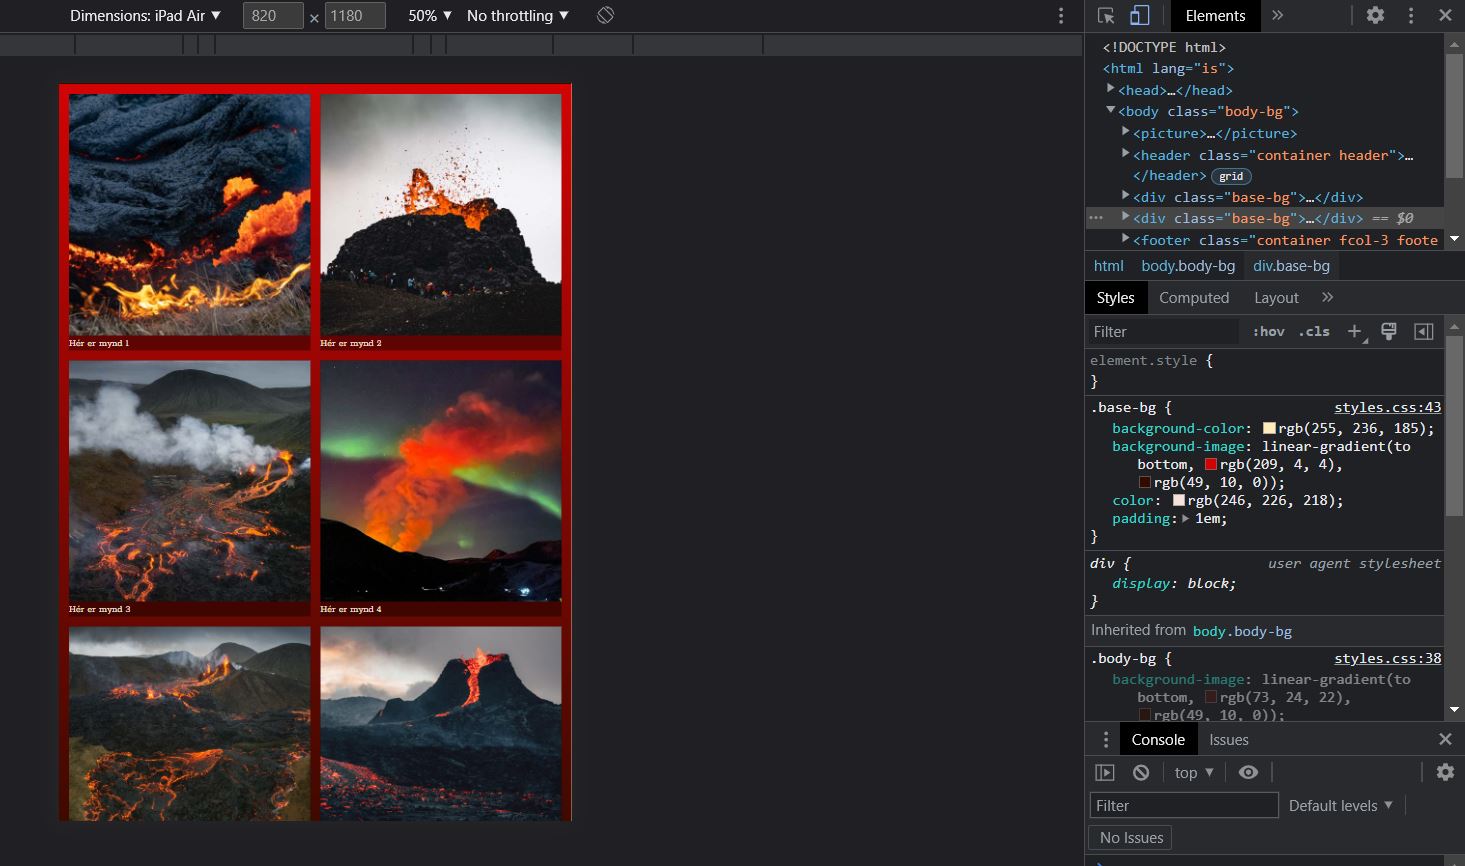 Dimensions: iPad Air ▼ 820 × 1180 50% ▼ No throttling ▼
Hér er mynd 1
Hér er mynd 2
Hér er mynd 3
Hér er mynd 4
Elements »
<!DOCTYPE html>
<html lang="is">
<head>…</head>
<body class="body-bg">
<picture>…</picture>
<header class="container header">…
</header> grid
<div class="base-bg">…</div>
<div class="base-bg">…</div> == $0
<footer class="container fcol-3 foote
html body.body-bg div.base-bg
Styles Computed Layout »
Filter :hov .cls +
element.style {
}
.base-bg { styles.css:43
background-color: rgb(255, 236, 185);
background-image: linear-gradient(to
bottom, rgb(209, 4, 4),
rgb(49, 10, 0));
color: rgb(246, 226, 218);
padding: 1em;
}
div { user agent stylesheet
display: block;
}
Inherited from body.body-bg
.body-bg { styles.css:38
background-image: linear-gradient(to
bottom, rgb(73, 24, 22),
rgb(49, 10, 0));
Console Issues
top ▼
Filter Default levels ▼
No Issues